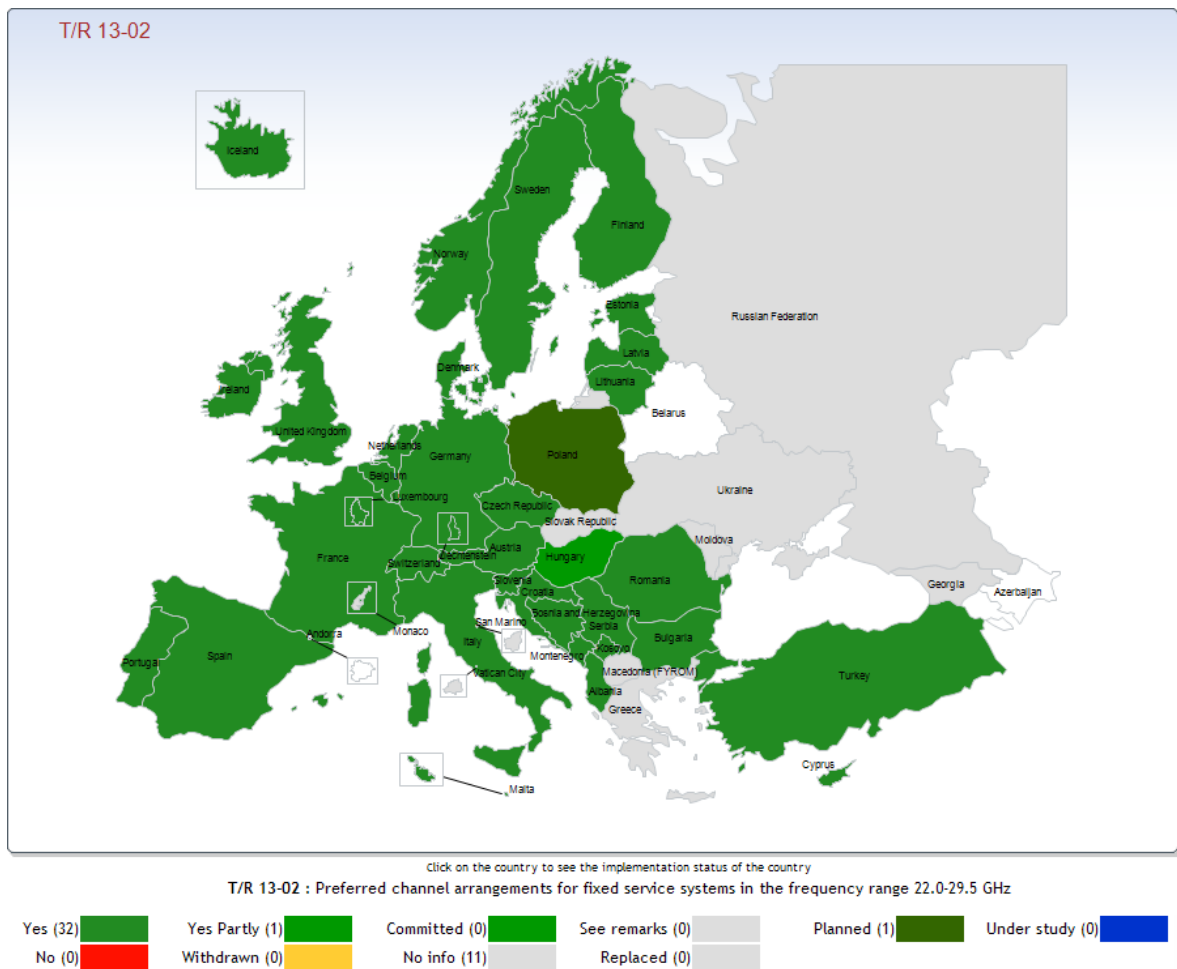 T/R 13-02
Iceland
Sweden
Finland
Norway
Estonia
Russian Federation
Latvia
Denmark
Lithuania
Ireland
Belarus
United Kingdom
Netherlands
Germany
Poland
Belgium
Ukraine
Luxembourg
Czech Republic
Slovak Republic
Moldova
France
Austria
Liechtenstein
Hungary
Switzerland
Romania
Georgia
Azerbaijan
Slovenia
Croatia
Bosnia and Herzegovina
San Marino
Serbia
Monaco
Andorra
Italy
Bulgaria
Kosovo
Portugal
Spain
Montenegro
Vatican City
Macedonia (FYROM)
Turkey
Albania
Greece
Cyprus
Malta
Click on the country to see the implementation status of the country
T/R 13-02 : Preferred channel arrangements for fixed service systems in the frequency range 22.0-29.5 GHz
Yes (32) Yes Partly (1) Committed (0) See remarks (0) Planned (1) Under study (0)
No (0) Withdrawn (0) No info (11) Replaced (0)